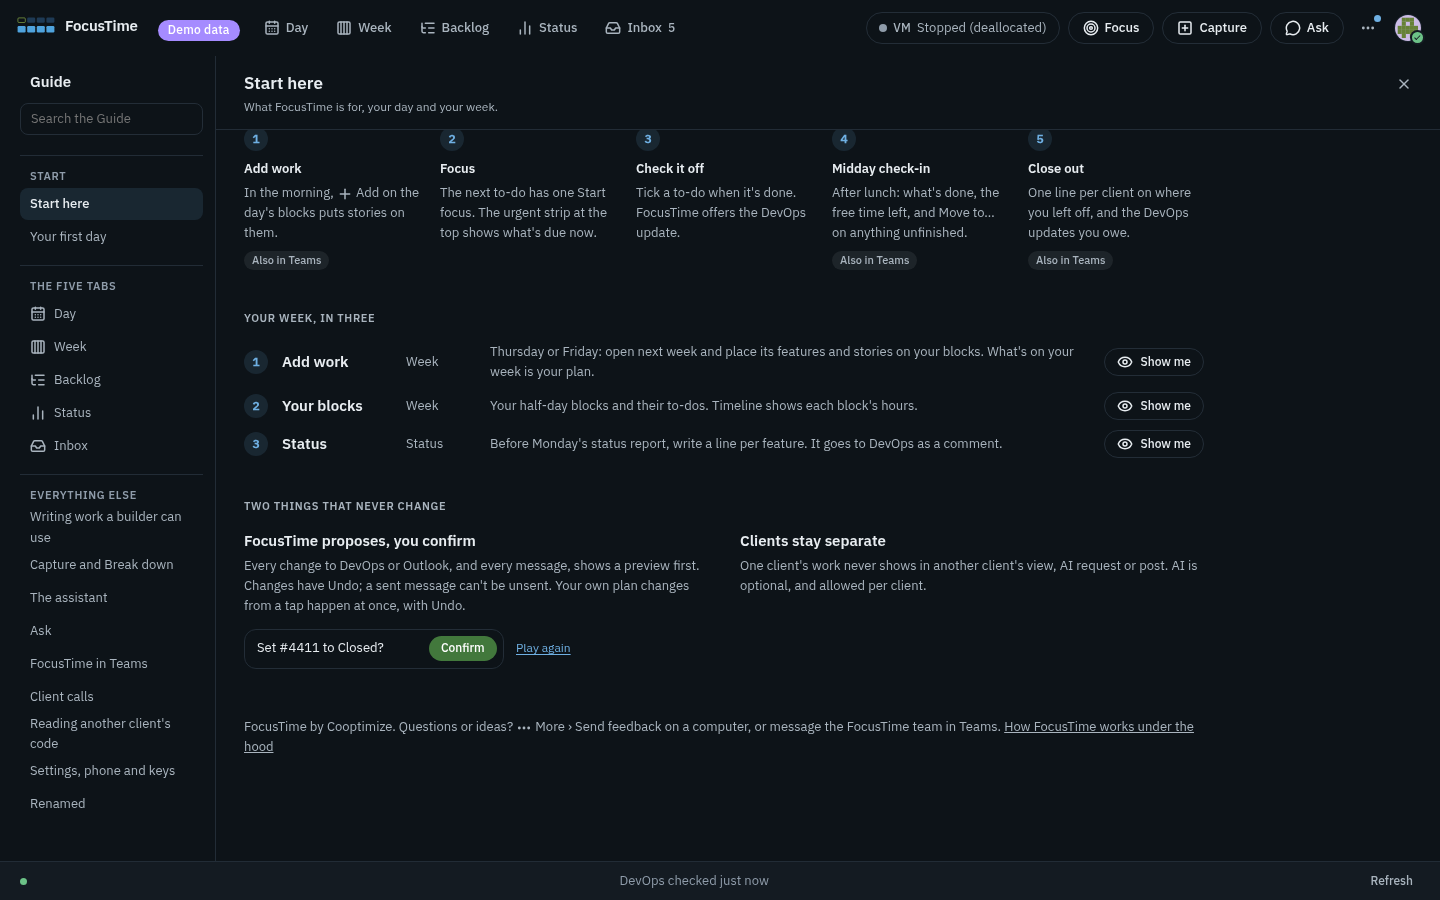 FocusTime
Demo data
Day
Week
Backlog
Status
Inbox 5
VM Stopped (deallocated)
Focus
Capture
Ask
Guide
Search the Guide
START
Start here
Your first day
THE FIVE TABS
Day
Week
Backlog
Status
Inbox
EVERYTHING ELSE
Writing work a builder can
use
Capture and Break down
The assistant
Ask
FocusTime in Teams
Client calls
Reading another client's
code
Settings, phone and keys
Renamed
Start here
What FocusTime is for, your day and your week.
1
Add work
In the morning, + Add on the
day's blocks puts stories on
them.
Also in Teams
2
Focus
The next to-do has one Start
focus. The urgent strip at the
top shows what's due now.
3
Check it off
Tick a to-do when it's done.
FocusTime offers the DevOps
update.
4
Midday check-in
After lunch: what's done, the
free time left, and Move to...
on anything unfinished.
Also in Teams
5
Close out
One line per client on where
you left off, and the DevOps
updates you owe.
Also in Teams
YOUR WEEK, IN THREE
1 Add work Week Thursday or Friday: open next week and place its features and stories on your blocks. What's on your
week is your plan.
Show me
2 Your blocks Week Your half-day blocks and their to-dos. Timeline shows each block's hours. Show me
3 Status Status Before Monday's status report, write a line per feature. It goes to DevOps as a comment. Show me
TWO THINGS THAT NEVER CHANGE
FocusTime proposes, you confirm
Every change to DevOps or Outlook, and every message, shows a preview first.
Changes have Undo; a sent message can't be unsent. Your own plan changes
from a tap happen at once, with Undo.
Set #4411 to Closed? Confirm Play again
Clients stay separate
One client's work never shows in another client's view, AI request or post. AI is
optional, and allowed per client.
FocusTime by Cooptimize. Questions or ideas? ••• More › Send feedback on a computer, or message the FocusTime team in Teams. How FocusTime works under the
hood
DevOps checked just now
Refresh